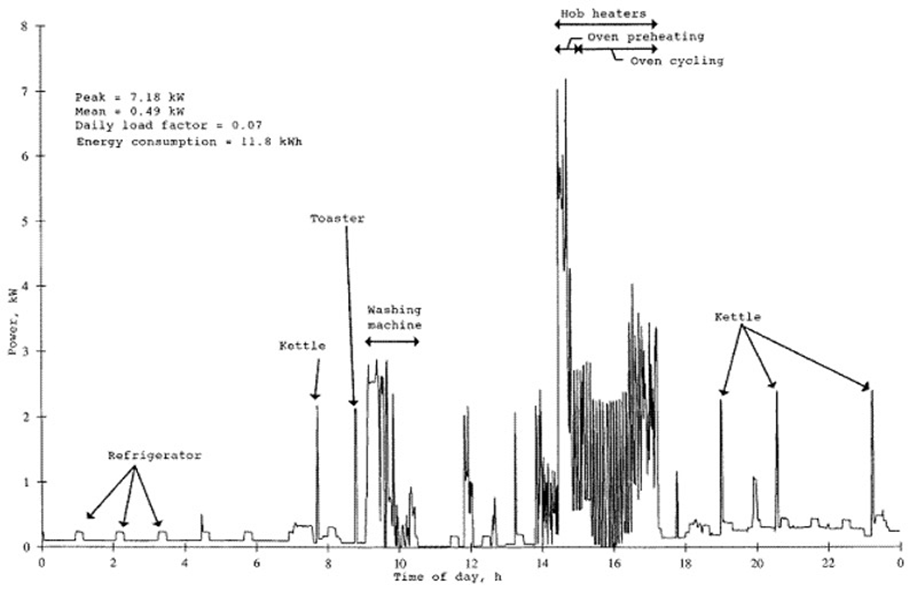 Hob heaters
Oven preheating
Oven cycling
Peak = 7.18 kW
Mean = 0.49 kW
Daily load factor = 0.07
Energy consumption = 11.8 kWh
Toaster
Washing
machine
Kettle
Kettle
Refrigerator
Power, kW
8
7
6
5
4
3
2
1
0
0 2 4 6 8 10 12 14 16 18 20 22 0
Time of day, h